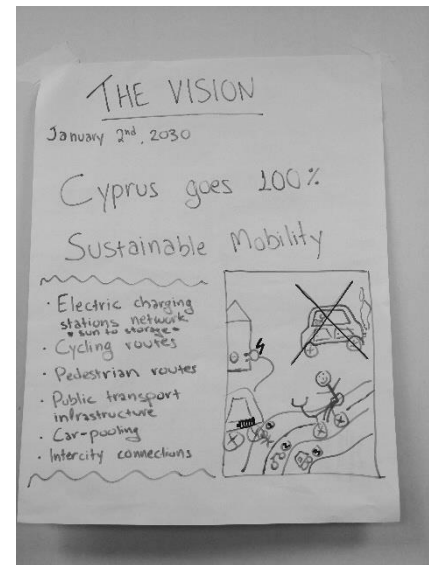 THE VISION
January 2nd, 2030
Cyprus goes 100%
Sustainable Mobility
· Electric charging
stations network
* sun to storage *
· Cycling routes
· Pedestrian routes
· Public transport
infrastructure
· Car-pooling
· Intercity connections